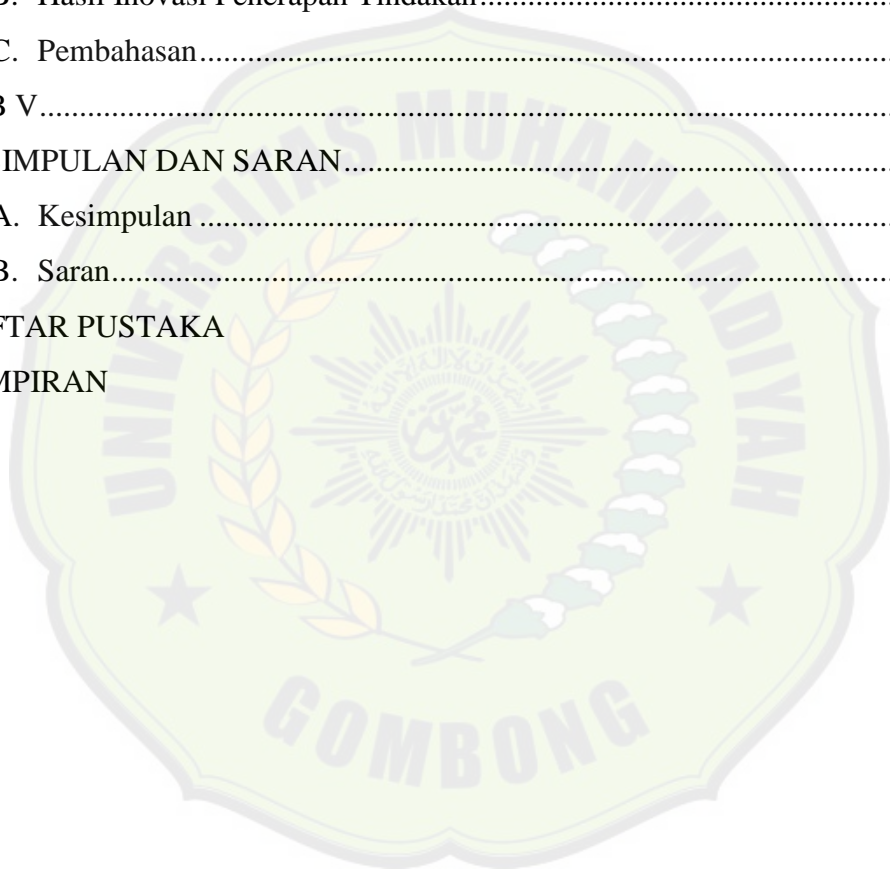 B. Hasil Inovasi Penerapan Tindakan........................................
C. Pembahasan........................................
B V........................................
IMPULAN DAN SARAN........................................
A. Kesimpulan ........................................
B. Saran........................................
FTAR PUSTAKA
MPIRAN
UNIVERSITAS MUHAMMADIYAH
GOMBONG